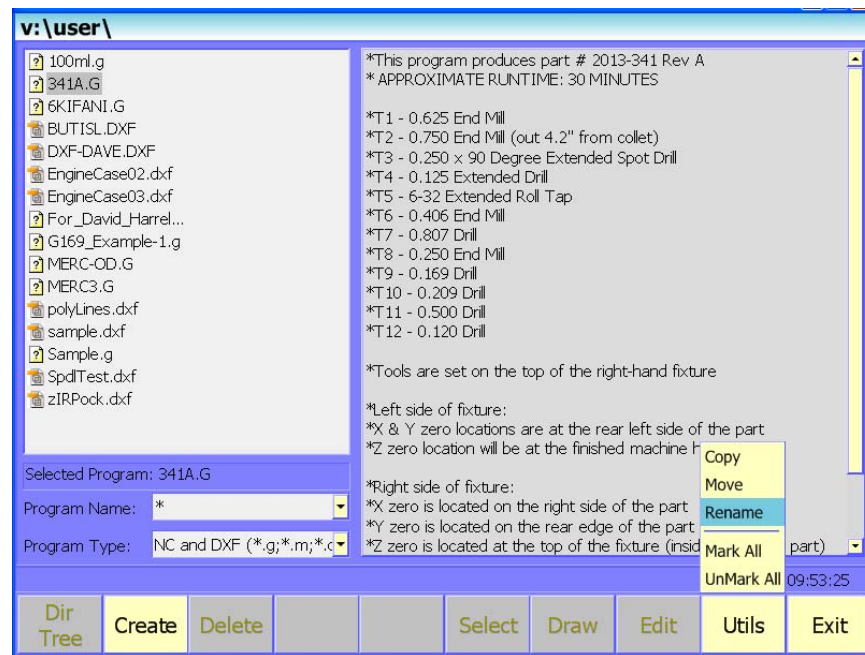 v:\user\
100ml.g
341A.G
6KIFANI.G
BUTISL.DXF
DXF-DAVE.DXF
EngineCase02.dxf
EngineCase03.dxf
For_David_Harrel...
G169_Example-1.g
MERC-OD.G
MERC3.G
polyLines.dxf
sample.dxf
Sample.g
SpdlTest.dxf
zIRPock.dxf
Selected Program: 341A.G
Program Name: *
Program Type: NC and DXF (*.g;*.m;*.
*This program produces part # 2013-341 Rev A
* APPROXIMATE RUNTIME: 30 MINUTES
*T1 - 0.625 End Mill
*T2 - 0.750 End Mill (out 4.2" from collet)
*T3 - 0.250 x 90 Degree Extended Spot Drill
*T4 - 0.125 Extended Drill
*T5 - 6-32 Extended Roll Tap
*T6 - 0.406 End Mill
*T7 - 0.807 Drill
*T8 - 0.250 End Mill
*T9 - 0.169 Drill
*T10 - 0.209 Drill
*T11 - 0.500 Drill
*T12 - 0.120 Drill
*Tools are set on the top of the right-hand fixture
*Left side of fixture:
*X & Y zero locations are at the rear left side of the part
*Z zero location will be at the finished machine
*Right side of fixture:
*X zero is located on the right side of the part
*Y zero is located on the rear edge of the part
*Z zero is located at the top of the fixture (insid part)
Copy
Move
Rename
Mark All
UnMark All
09:53:25
Dir Tree
Create
Delete
Select
Draw
Edit
Utils
Exit